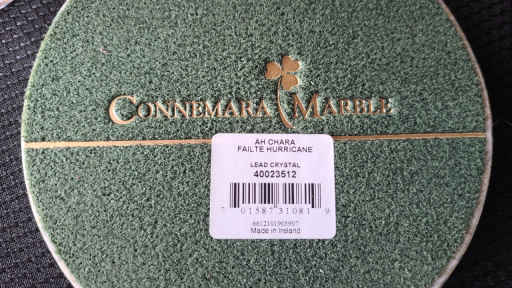 CONNEMARA MARBLE
AH CHARA
FAILTE HURRICANE
LEAD CRYSTAL
40023512
7 01587 31081 9
Made in Ireland